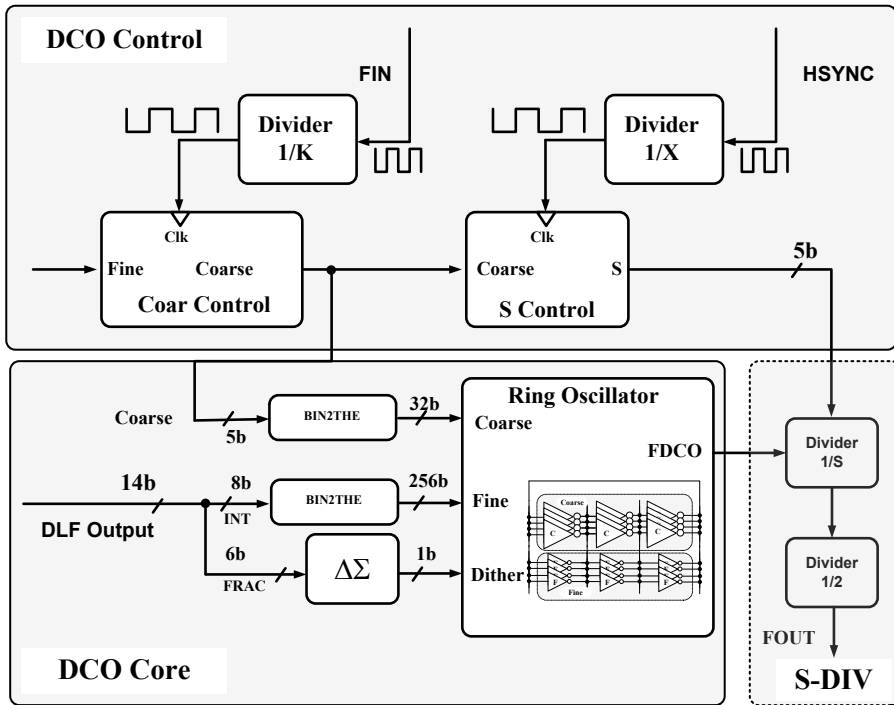 DCO Control
FIN
HSYNC
Divider
1/K
Divider
1/X
Clk
Fine
Coarse
Coar Control
Clk
Coarse
S
S Control
5b
Coarse
5b
BIN2THE
32b
Ring Oscillator
Coarse
FDCO
Divider
1/S
14b
DLF Output
8b
INT
BIN2THE
256b
Fine
Coarse
C
C
C
6b
FRAC
ΔΣ
1b
Dither
F
F
F
F
F
F
Fine
Divider
1/2
FOUT
DCO Core
S-DIV